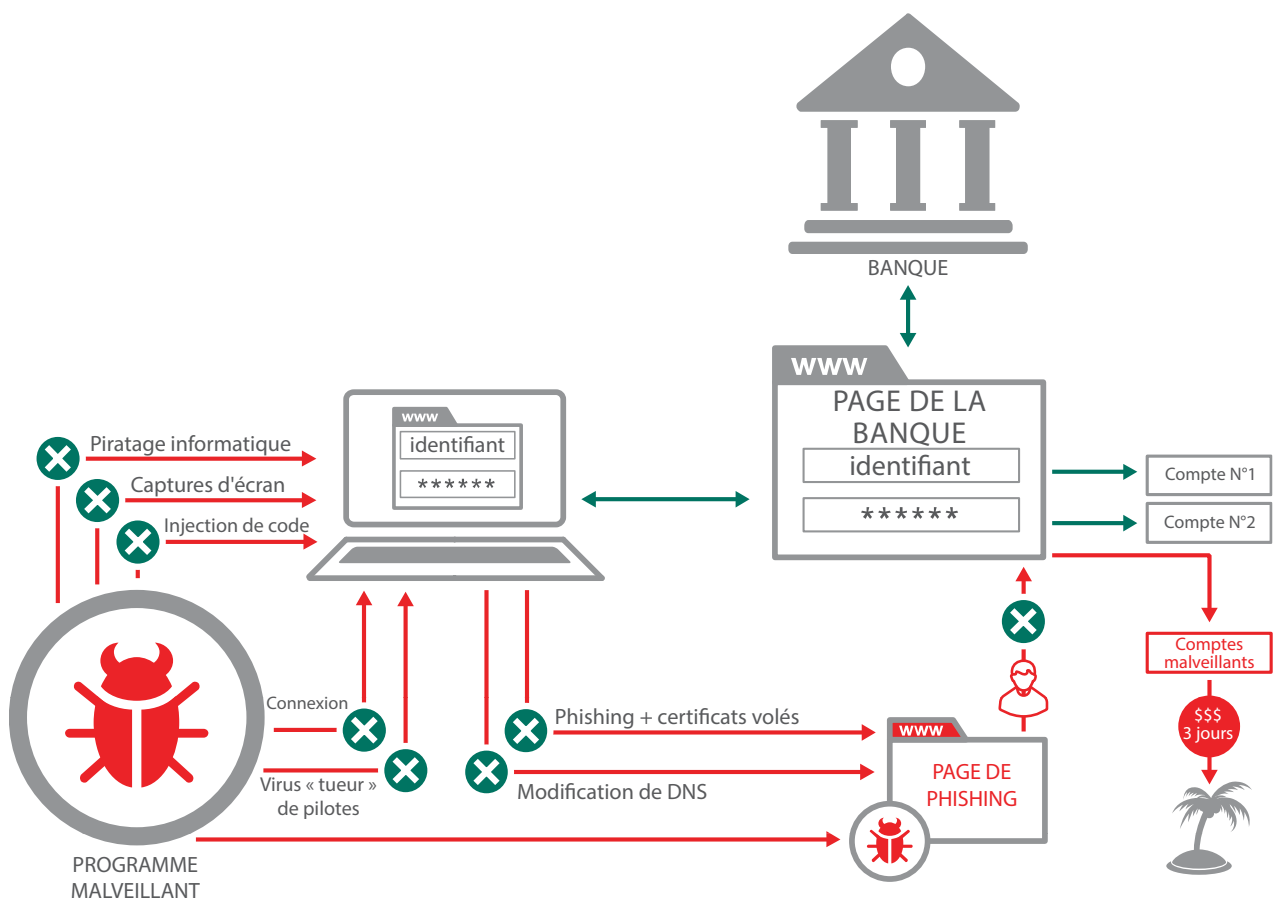 BANQUE
www
PAGE DE LA
BANQUE
identifiant
******
Compte N°1
Compte N°2
www
identifiant
******
Piratage informatique
Captures d'écran
Injection de code
Connexion
Virus « tueur »
de pilotes
Phishing + certificats volés
Modification de DNS
www
PAGE DE
PHISHING
Comptes
malveillants
$$$
3 jours
PROGRAMME
MALVEILLANT